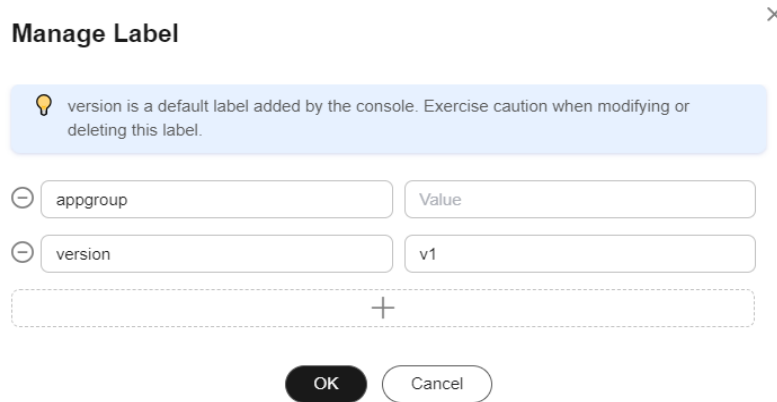 Manage Label
version is a default label added by the console. Exercise caution when modifying or
deleting this label.
appgroup
Value
version
v1
OK
Cancel